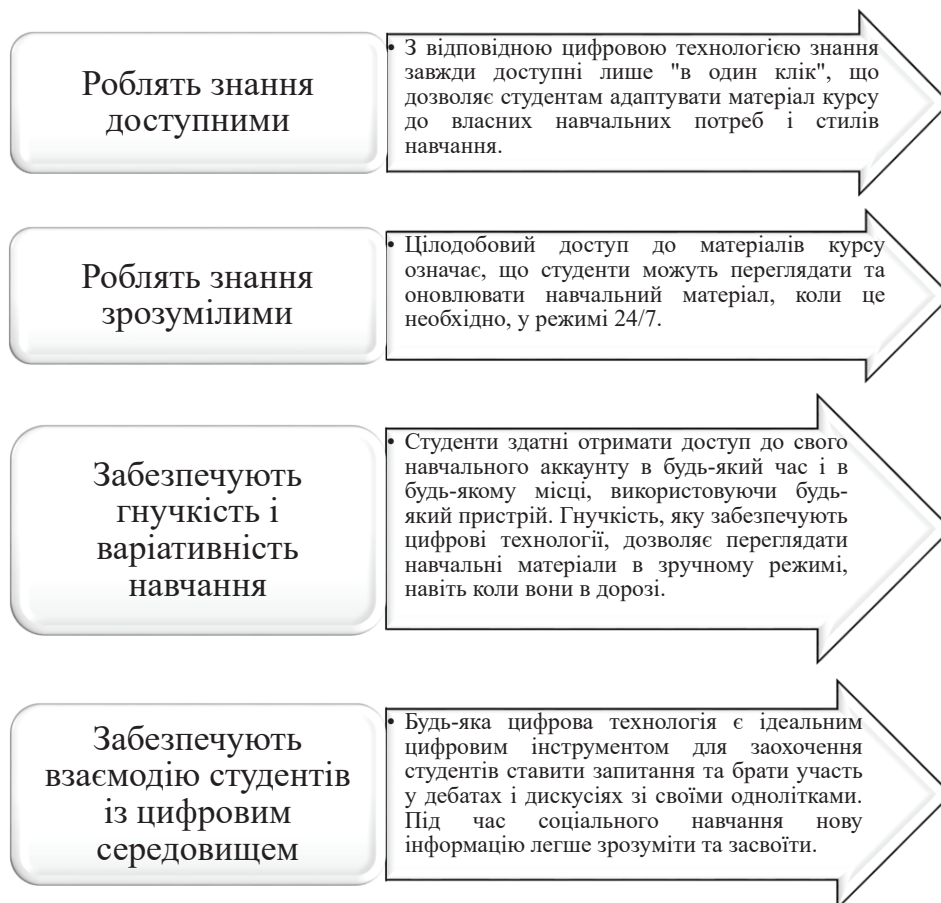 Роблять знання
доступними
• З відповідною цифровою технологією знання
завжди доступні лише "в один клік", що
дозволяє студентам адаптувати матеріал курсу
до власних навчальних потреб і стилів
навчання.
Роблять знання
зрозумілими
• Цілодобовий доступ до матеріалів курсу
означає, що студенти можуть переглядати та
оновлювати навчальний матеріал, коли це
необхідно, у режимі 24/7.
Забезпечують
гнучкість і
варіативність
навчання
• Студенти здатні отримати доступ до свого
навчального аккаунту в будь-який час і в
будь-якому місці, використовуючи будь-
який пристрій. Гнучкість, яку забезпечують
цифрові технології, дозволяє переглядати
навчальні матеріали в зручному режимі,
навіть коли вони в дорозі.
Забезпечують
взаємодію студентів
із цифровим
середовищем
• Будь-яка цифрова технологія є ідеальним
цифровим інструментом для заохочення
студентів ставити запитання та брати участь
у дебатах і дискусіях зі своїми однолітками.
Під час соціального навчання нову
інформацію легше зрозуміти та засвоїти.